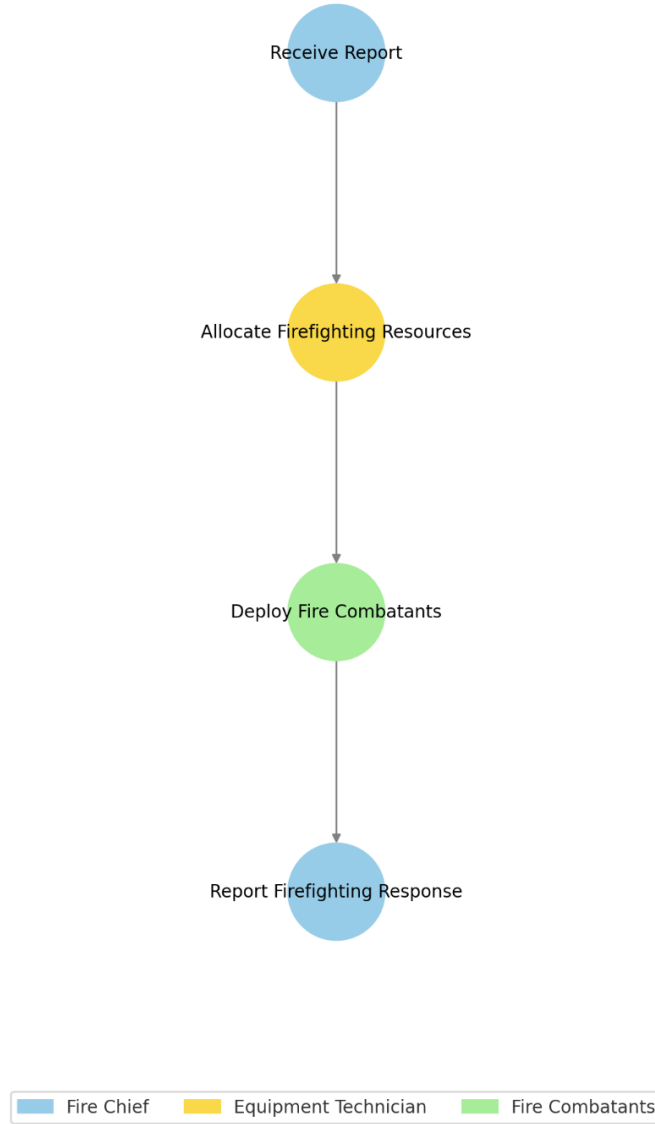 Receive Report
Allocate Firefighting Resources
Deploy Fire Combatants
Report Firefighting Response
Fire Chief
Equipment Technician
Fire Combatants